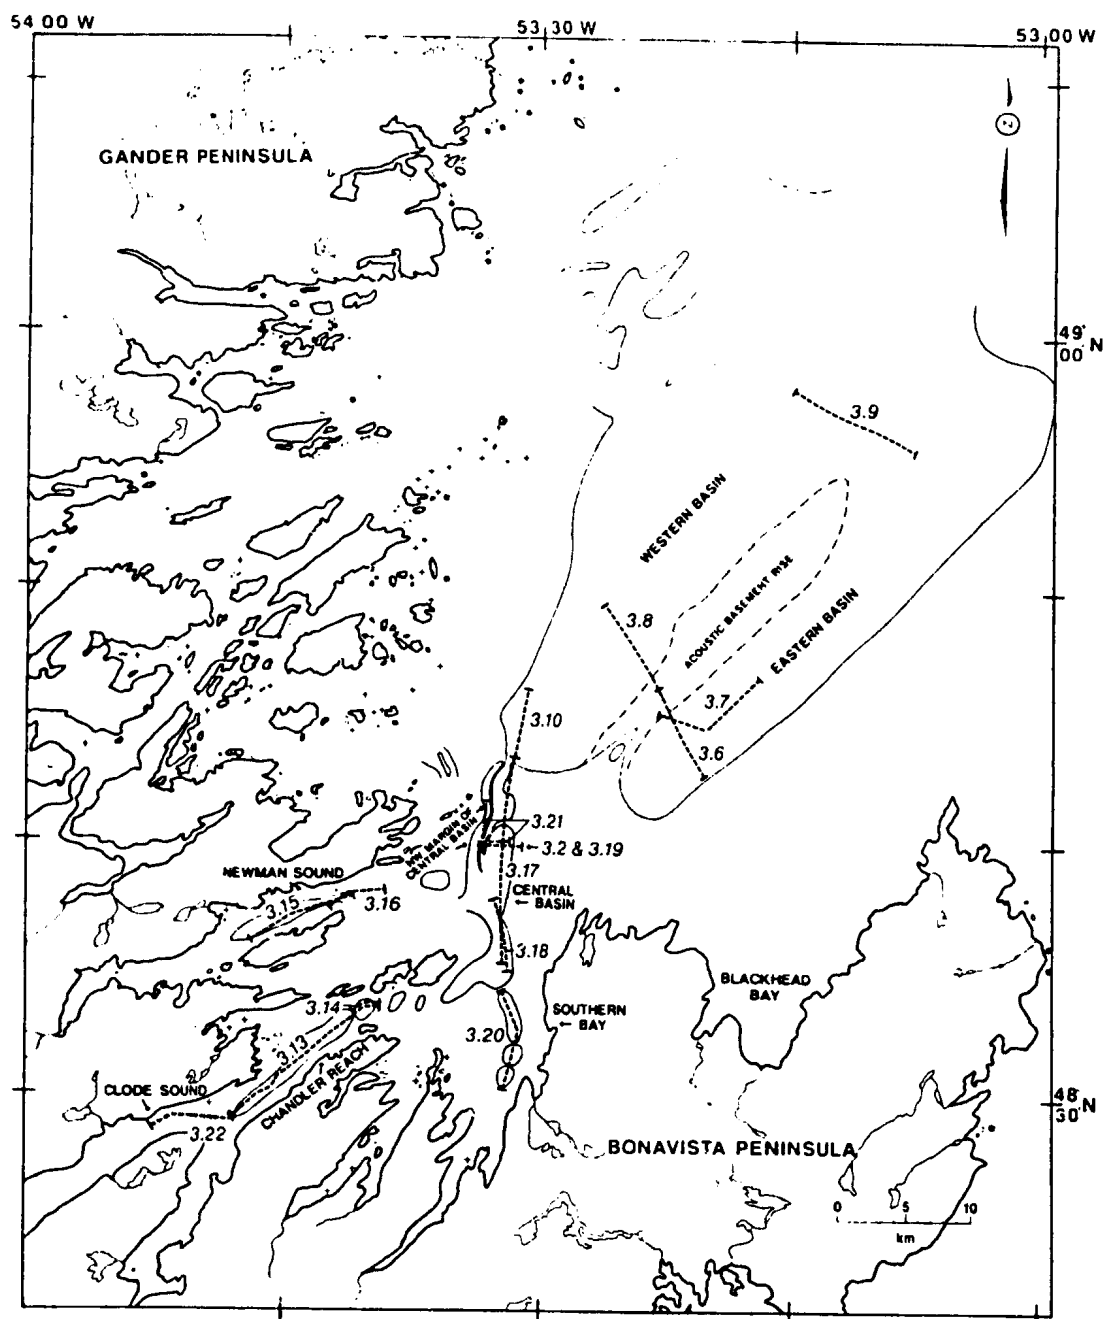 54 00 W
53 30 W
53 00 W
Z
GANDER PENINSULA
49°
00' N
3.9
WESTERN BASIN
3.8
ACOUSTIC BASEMENT RISE
EASTERN BASIN
3.7
3.10
3.6
NW MARGIN OF
CENTRAL BASIN
3.21
← 3.2 & 3.19
3.17
NEWMAN SOUND
3.15
3.16
CENTRAL
← BASIN
3.18
BLACKHEAD
BAY
3.14
SOUTHERN
← BAY
3.20
3.13
CHANDLER REACH
CLODE SOUND
3.22
48°
30' N
BONAVISTA PENINSULA
0 5 10
km